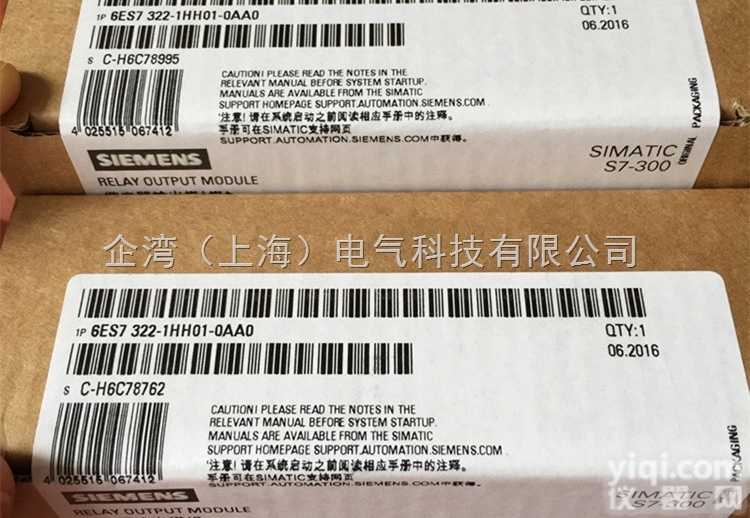 1P 6ES7 322-1HH01-0AA0
QTY:1
06.2016
S C-H6C78995
CAUTION! PLEASE READ THE NOTES IN THE
RELEVANT MANUAL BEFORE SYSTEM STARTUP.
MANUALS ARE AVAILABLE FROM THE SIMATIC
SUPPORT HOMEPAGE SUPPORT.AUTOMATION.SIEMENS.COM!
注意!请在系统启动之前阅读相应手册中的注释。
手册可在SIMATIC支持网页
SUPPORT.AUTOMATION.SIEMENS.COM中获得。
4 025515 067412
ORIGINAL PACKAGING
SIEMENS
SIMATIC
S7-300
RELAY OUTPUT MODULE
企湾（上海）电气科技有限公司
1P 6ES7 322-1HH01-0AA0
QTY:1
06.2016
S C-H6C78762
CAUTION! PLEASE READ THE NOTES IN THE
RELEVANT MANUAL BEFORE SYSTEM STARTUP.
MANUALS ARE AVAILABLE FROM THE SIMATIC
SUPPORT HOMEPAGE SUPPORT.AUTOMATION.SIEMENS.COM!
注意!请在系统启动之前阅读相应手册中的注释。
手册可在SIMATIC支持网页
SUPPORT.AUTOMATION.SIEMENS.COM中获得。
4 025515 067412
PACKAGING
SIEMENS
SIMATIC
S7-300
RELAY OUTPUT MODULE
yiqi.com
仪器网